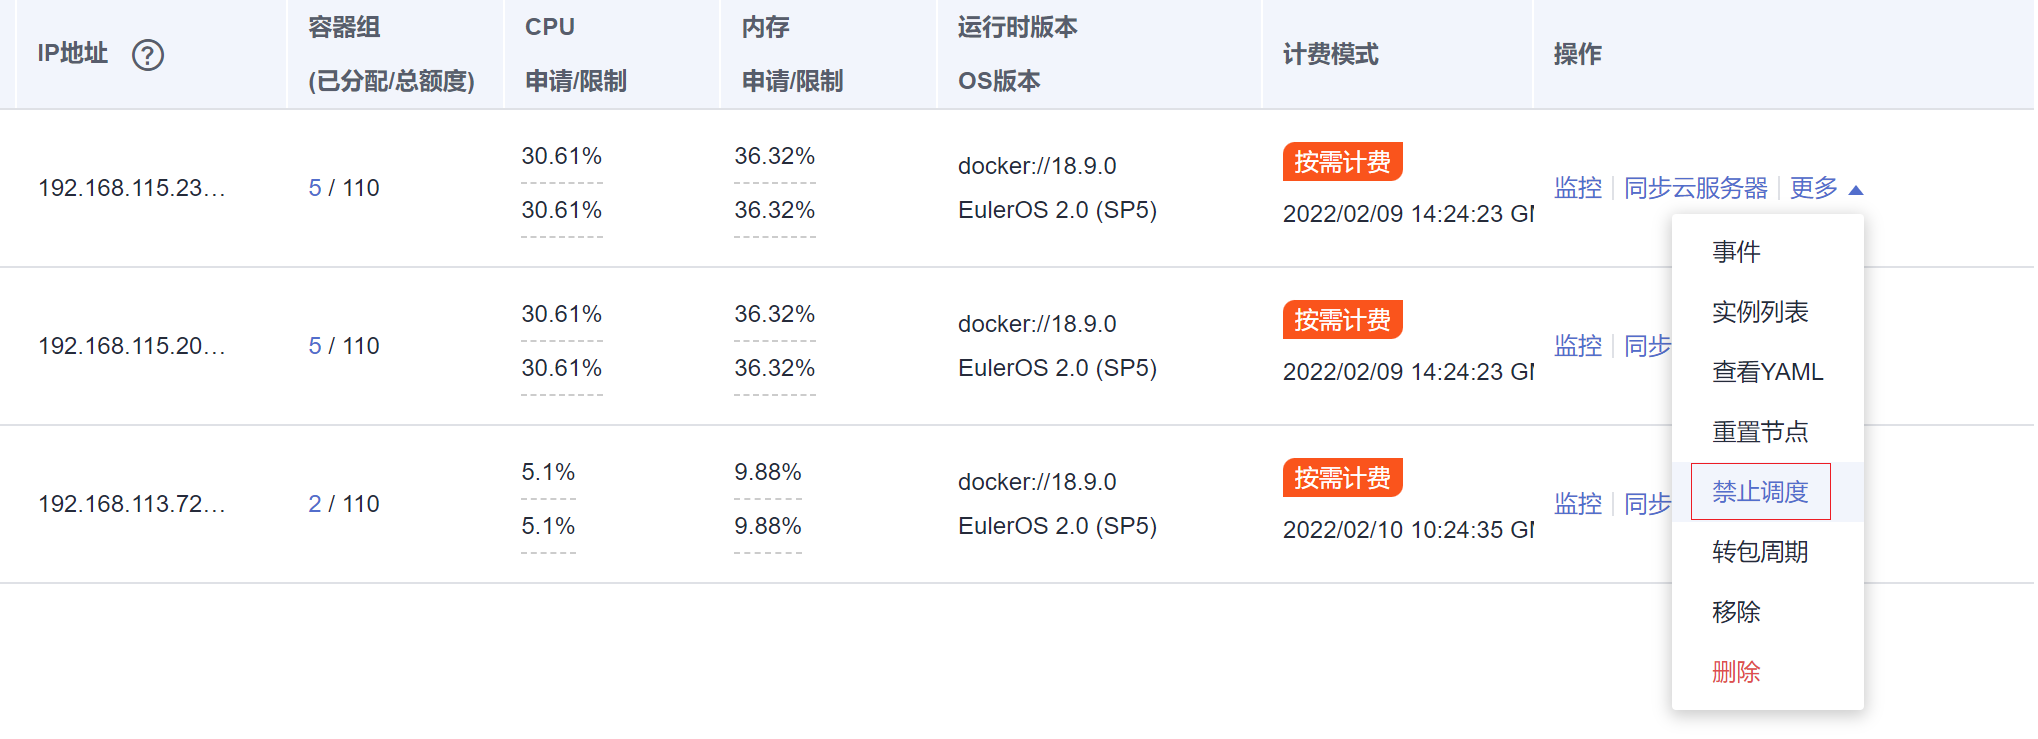 IP地址 ?
容器组
(已分配/总额度)
CPU
申请/限制
内存
申请/限制
运行时版本
OS版本
计费模式
操作
192.168.115.23...
5 / 110
30.61%
30.61%
36.32%
36.32%
docker://18.9.0
EulerOS 2.0 (SP5)
按需计费
2022/02/09 14:24:23 GM
监控 同步云服务器 更多
192.168.115.20...
5 / 110
30.61%
30.61%
36.32%
36.32%
docker://18.9.0
EulerOS 2.0 (SP5)
按需计费
2022/02/09 14:24:23 GM
监控 同步
192.168.113.72...
2 / 110
5.1%
5.1%
9.88%
9.88%
docker://18.9.0
EulerOS 2.0 (SP5)
按需计费
2022/02/10 10:24:35 GM
监控 同步
事件
实例列表
查看YAML
重置节点
禁止调度
转包周期
移除
删除